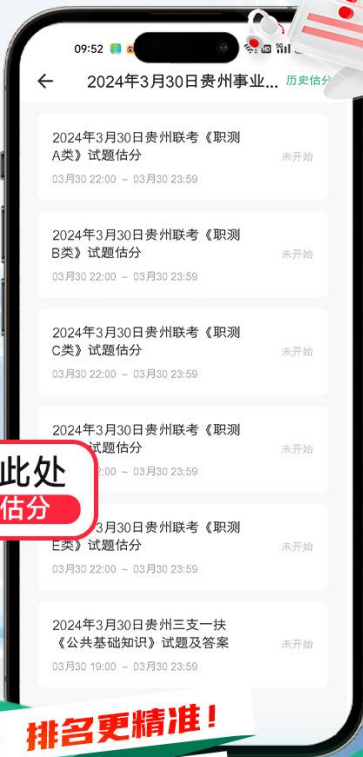 09:52
2024年3月30日贵州事业...
历史估分
2024年3月30日贵州联考《职测
A类》试题估分
未开始
03月30 22:00 ~ 03月30 23:59
2024年3月30日贵州联考《职测
B类》试题估分
未开始
03月30 22:00 ~ 03月30 23:59
2024年3月30日贵州联考《职测
C类》试题估分
未开始
03月30 22:00 ~ 03月30 23:59
2024年3月30日贵州联考《职测
试题估分
未开始
2:00 ~ 03月30 23:59
此处
估分
3月30日贵州联考《职测
E类》试题估分
未开始
03月30 22:00 ~ 03月30 23:59
2024年3月30日贵州三支一扶
《公共基础知识》试题及答案
未开始
03月30 19:00 ~ 03月30 23:59
排名更精准！